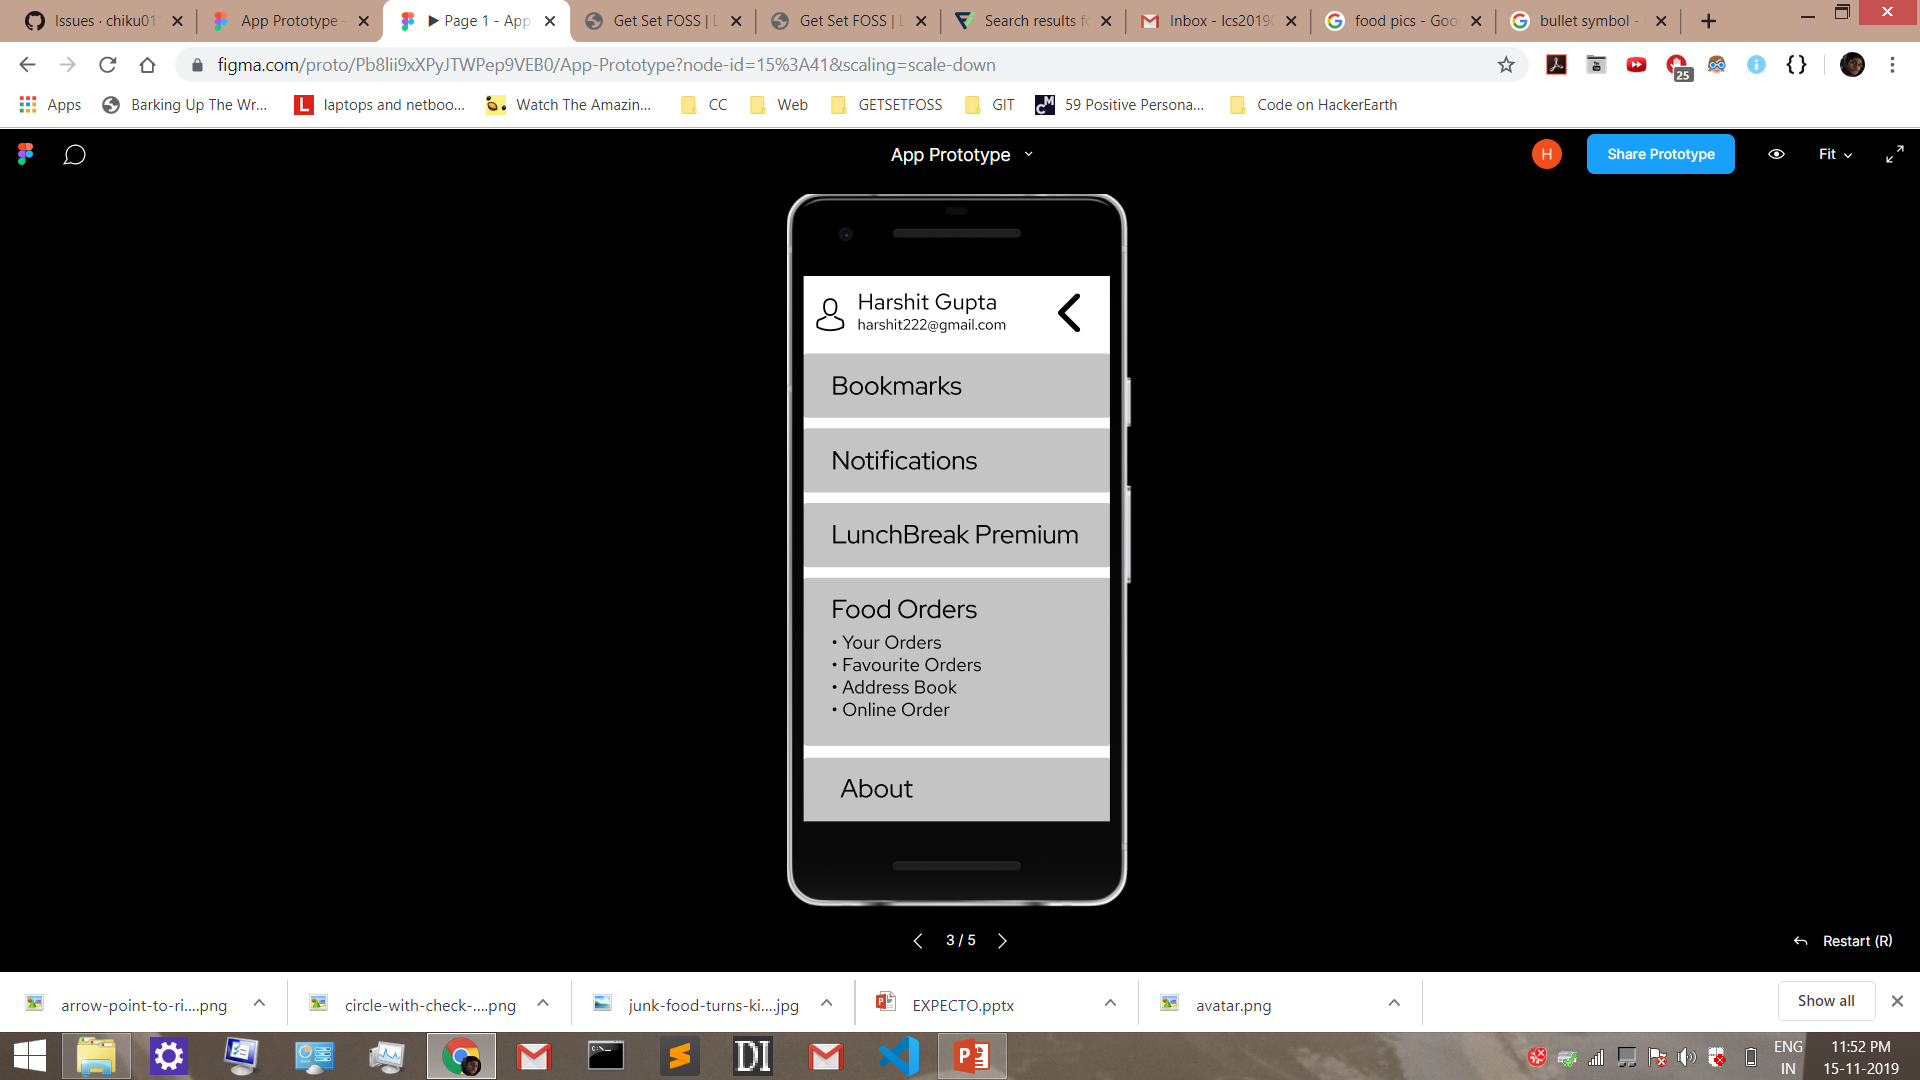 Issues · chiku01
App Prototype -
▶ Page 1 - App
Get Set FOSS | L
Get Set FOSS | L
Search results fo
Inbox - lcs2019
food pics - Goo
bullet symbol -
figma.com/proto/Pb8lii9xXPyJTWPep9VEB0/App-Prototype?node-id=15%3A41&scaling=scale-down
25
Apps
Barking Up The Wr...
laptops and netboo...
Watch The Amazin...
CC
Web
GETSETFOSS
GIT
59 Positive Persona...
Code on HackerEarth
App Prototype
H
Share Prototype
Fit
Harshit Gupta
harshit222@gmail.com
Bookmarks
Notifications
LunchBreak Premium
Food Orders
• Your Orders
• Favourite Orders
• Address Book
• Online Order
About
3 / 5
Restart (R)
arrow-point-to-ri....png
circle-with-check-....png
junk-food-turns-ki....jpg
EXPECTO.pptx
avatar.png
Show all
DI
ENG
IN
11:52 PM
15-11-2019